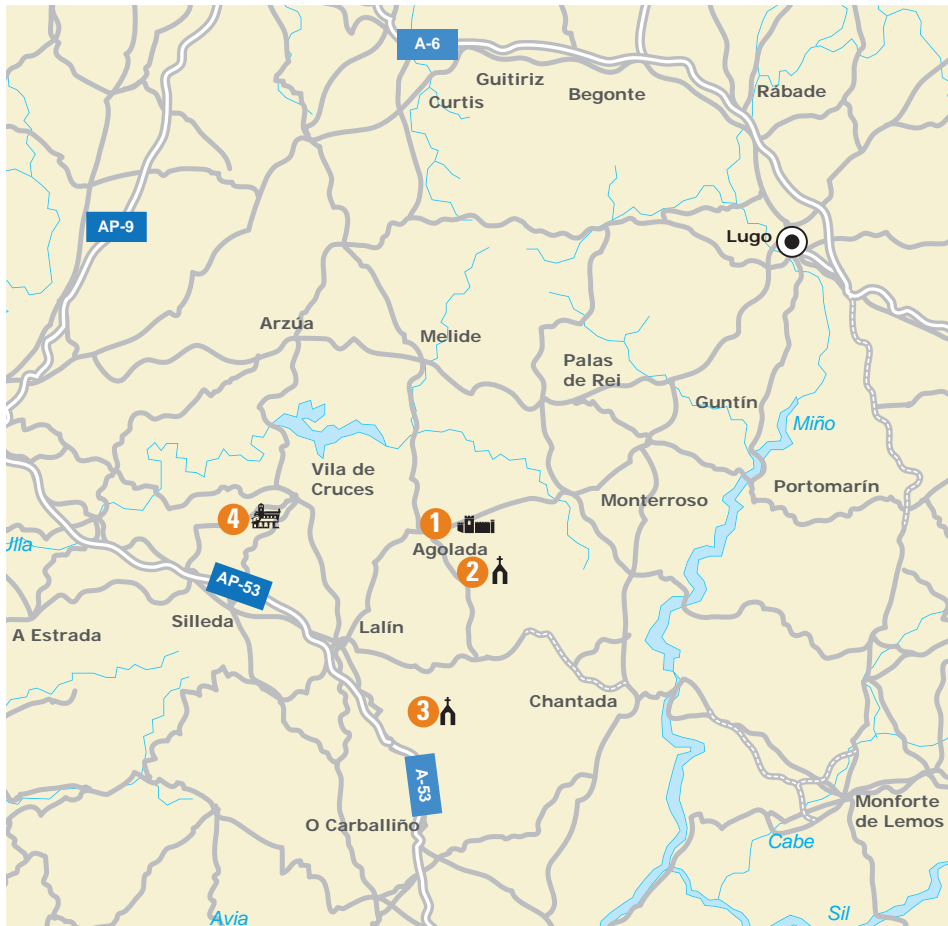 A-6
Guitiriz
Curtis
Begonte
Rábade
AP-9
Lugo
Arzúa
Melide
Palas
de Rei
Guntín
Miño
Vila de
Cruces
Portomarín
Monterroso
4
1
Agolada
2
Ulla
AP-53
Silleda
A Estrada
Lalín
Chantada
3
A-53
O Carballiño
Monforte
de Lemos
Cabe
Avia
Sil